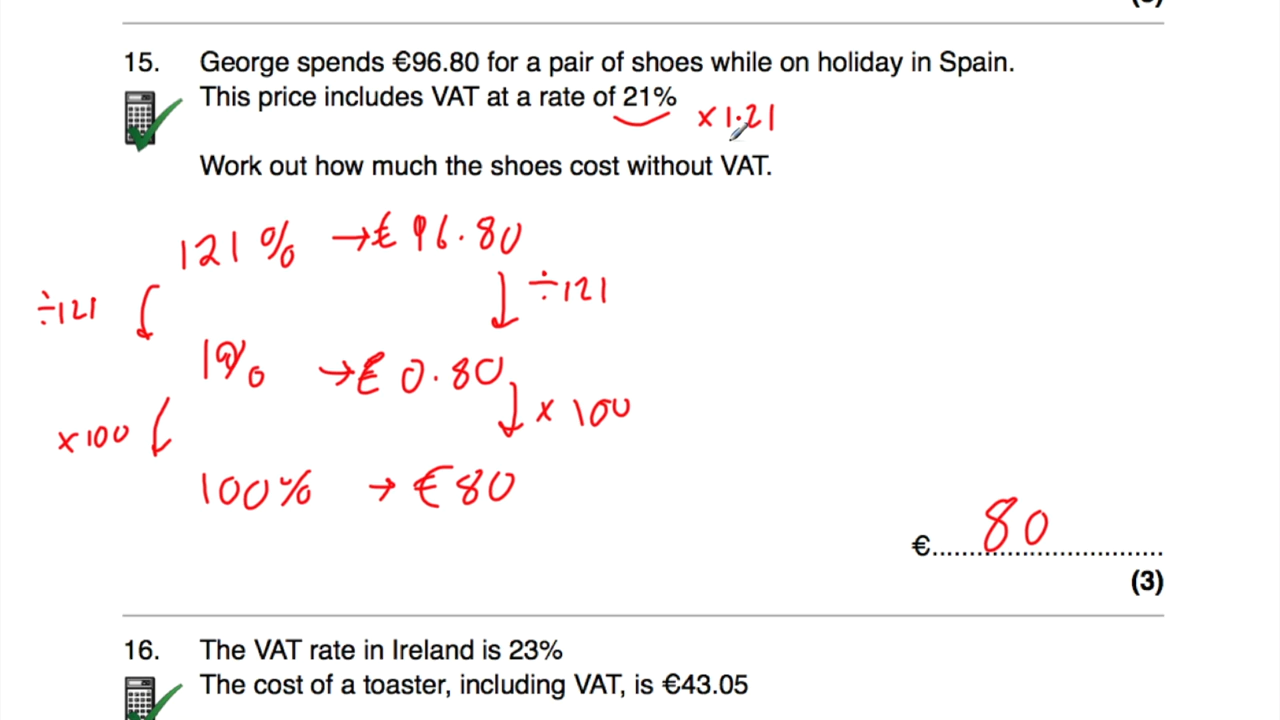 15. George spends €96.80 for a pair of shoes while on holiday in Spain.
This price includes VAT at a rate of 21%
× 1.21
Work out how much the shoes cost without VAT.
121% → € 96.80
÷121 ÷121
1% → € 0.80
×100 × 100
100% → €80
€ 80
(3)
16. The VAT rate in Ireland is 23%
The cost of a toaster, including VAT, is €43.05